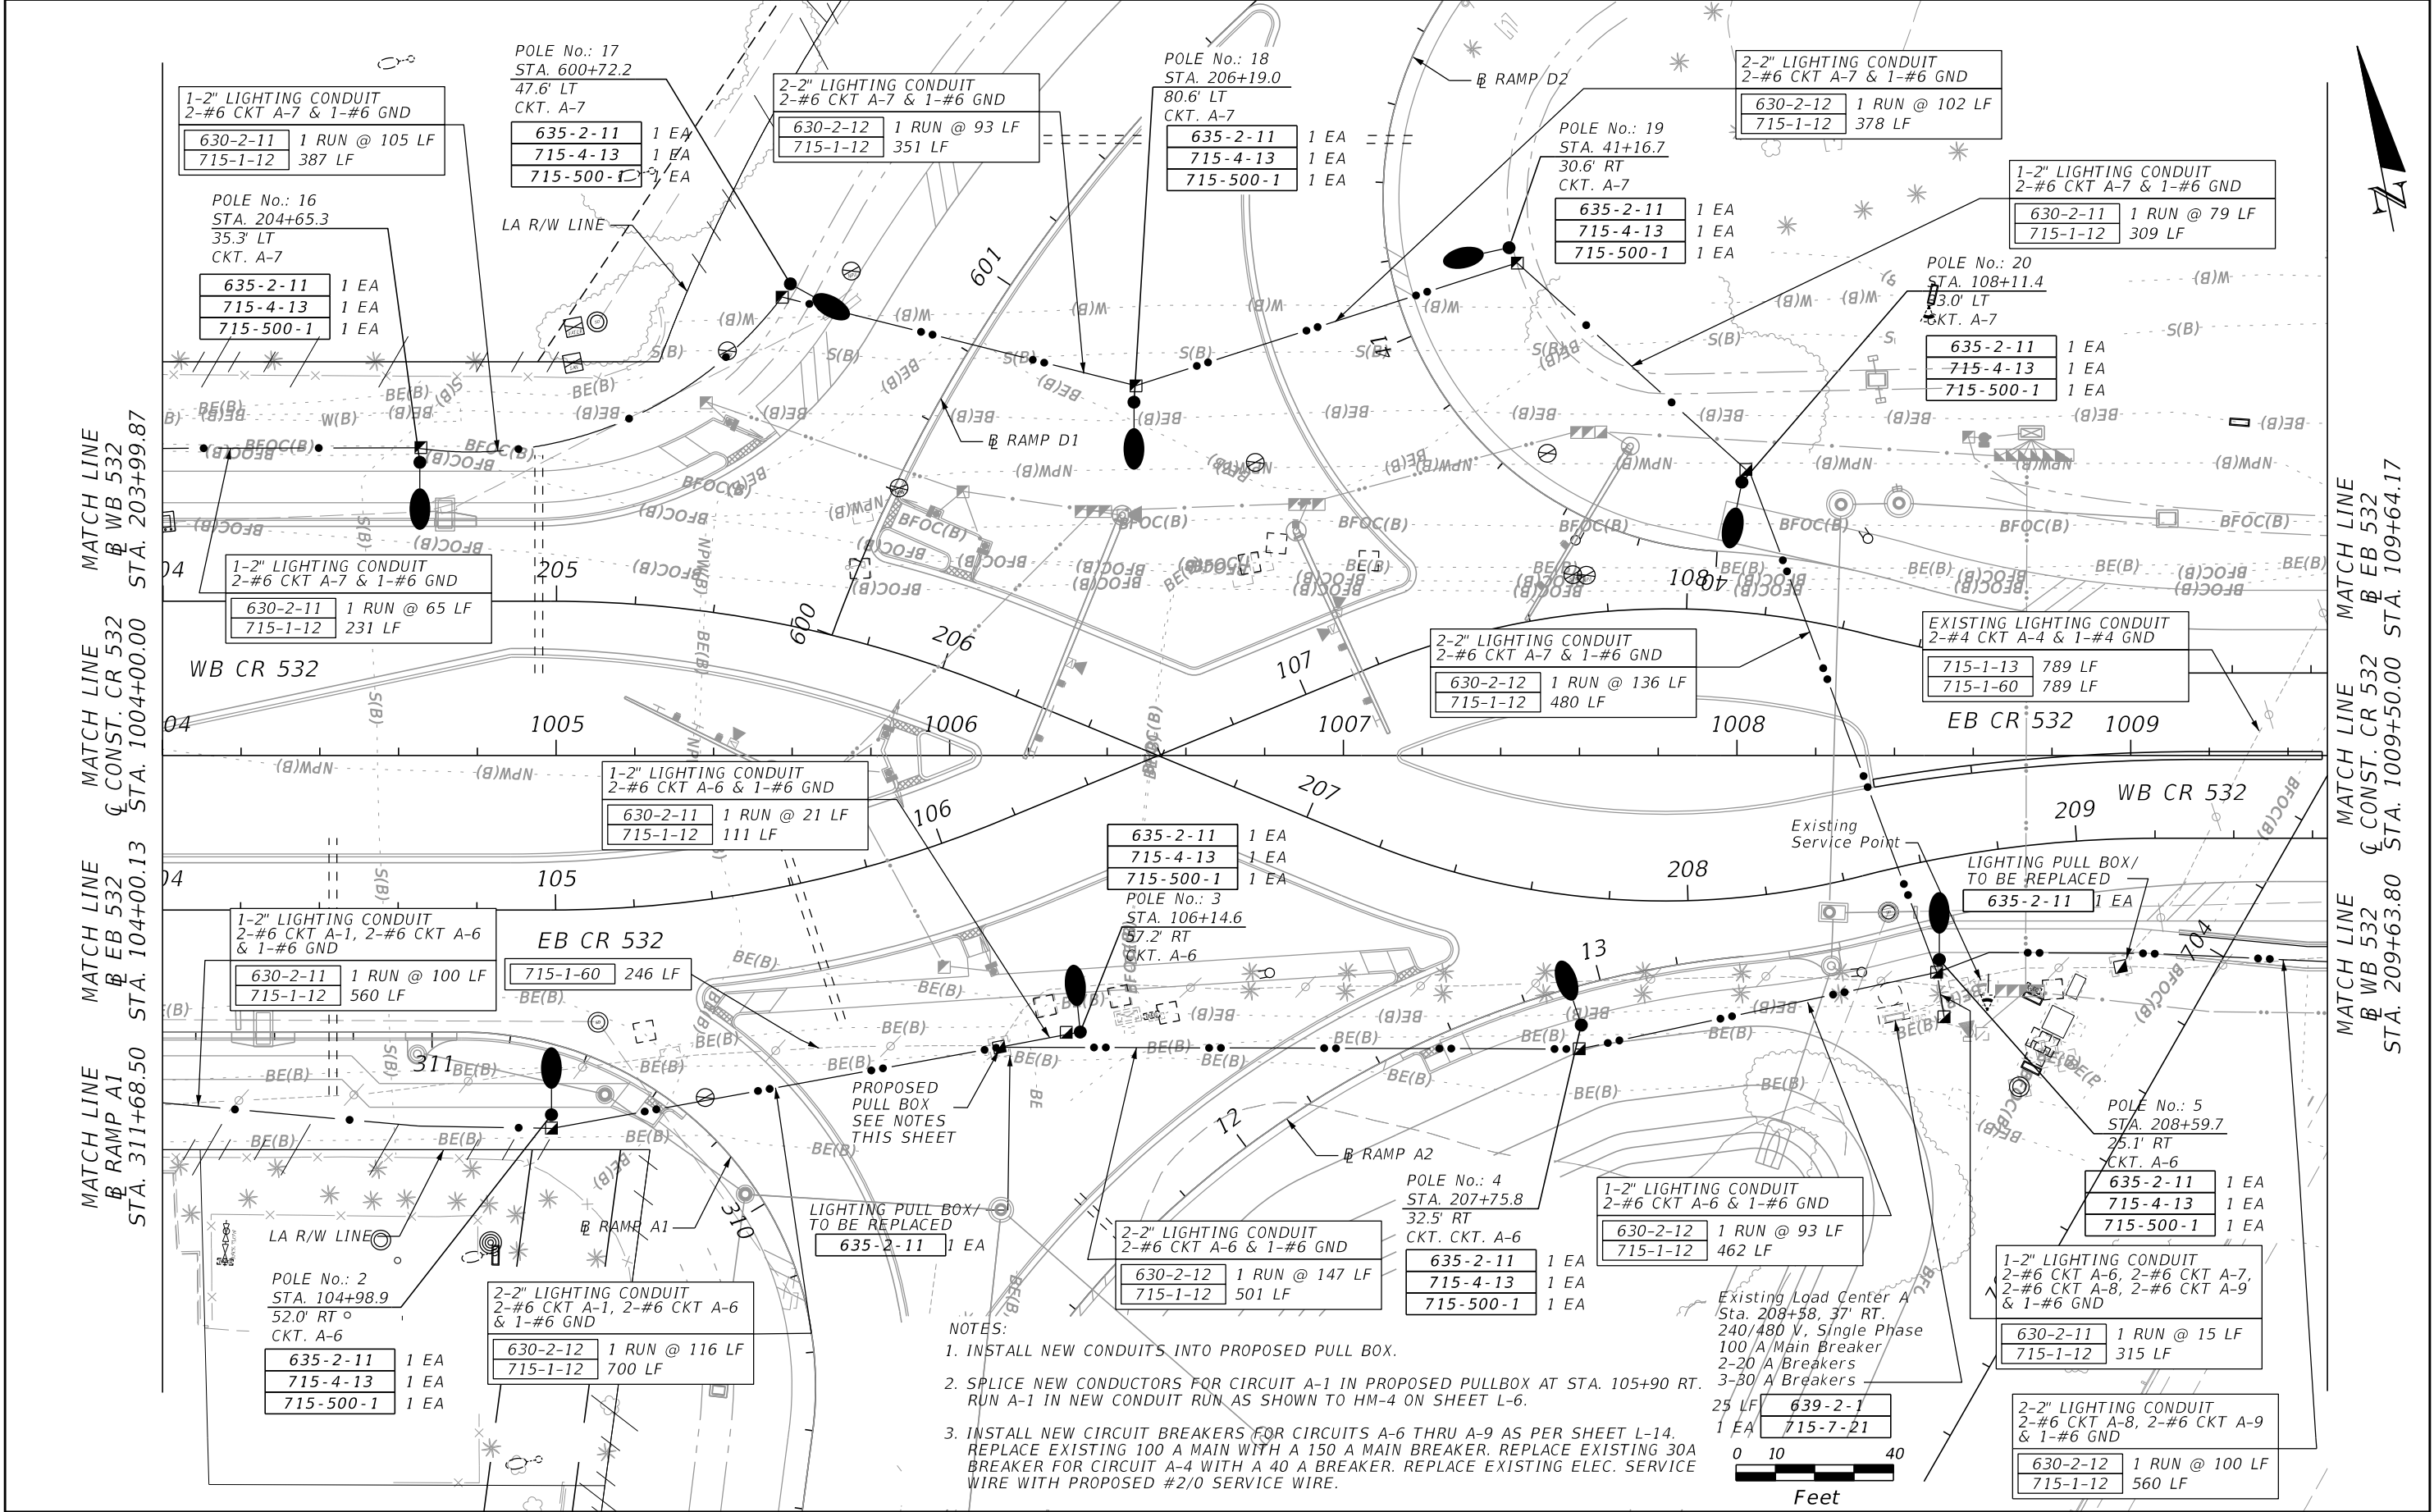 POLE No.: 17
STA. 600+72.2
47.6' LT
CKT. A-7
635-2-11 1 EA
715-4-13 1 EA
715-500-1 1 EA
1-2" LIGHTING CONDUIT
2-#6 CKT A-7 & 1-#6 GND
630-2-11 1 RUN @ 105 LF
715-1-12 387 LF
2-2" LIGHTING CONDUIT
2-#6 CKT A-7 & 1-#6 GND
630-2-12 1 RUN @ 93 LF
715-1-12 351 LF
POLE No.: 18
STA. 206+19.0
80.6' LT
CKT. A-7
635-2-11 1 EA
715-4-13 1 EA
715-500-1 1 EA
B RAMP D2
2-2" LIGHTING CONDUIT
2-#6 CKT A-7 & 1-#6 GND
630-2-12 1 RUN @ 102 LF
715-1-12 378 LF
POLE No.: 19
STA. 41+16.7
30.6' RT
CKT. A-7
635-2-11 1 EA
715-4-13 1 EA
715-500-1 1 EA
1-2" LIGHTING CONDUIT
2-#6 CKT A-7 & 1-#6 GND
630-2-11 1 RUN @ 79 LF
715-1-12 309 LF
POLE No.: 16
STA. 204+65.3
35.3' LT
CKT. A-7
635-2-11 1 EA
715-4-13 1 EA
715-500-1 1 EA
LA R/W LINE
POLE No.: 20
STA. 108+11.4
CKT. A-7
635-2-11 1 EA
715-4-13 1 EA
715-500-1 1 EA
601
41
B RAMP D1
MATCH LINE
B WB 532
STA. 203+99.87
MATCH LINE
B EB 532
STA. 109+64.17
1-2" LIGHTING CONDUIT
2-#6 CKT A-7 & 1-#6 GND
630-2-11 1 RUN @ 65 LF
715-1-12 231 LF
04
205
600
206
107
108
40
WB CR 532
2-2" LIGHTING CONDUIT
2-#6 CKT A-7 & 1-#6 GND
630-2-12 1 RUN @ 136 LF
715-1-12 480 LF
EXISTING LIGHTING CONDUIT
2-#4 CKT A-4 & 1-#4 GND
715-1-13 789 LF
715-1-60 789 LF
EB CR 532
MATCH LINE
CL CONST. CR 532
STA. 1004+00.00
MATCH LINE
CL CONST. CR 532
STA. 1009+50.00
04
1005
1006
1007
1008
1009
1-2" LIGHTING CONDUIT
2-#6 CKT A-6 & 1-#6 GND
630-2-11 1 RUN @ 21 LF
715-1-12 111 LF
106
207
209
WB CR 532
635-2-11 1 EA
715-4-13 1 EA
715-500-1 1 EA
POLE No.: 3
STA. 106+14.6
57.2' RT
CKT. A-6
Existing
Service Point
LIGHTING PULL BOX/
TO BE REPLACED
635-2-11 1 EA
04
105
208
704
13
12
MATCH LINE
B EB 532
STA. 104+00.13
MATCH LINE
B WB 532
STA. 209+63.80
1-2" LIGHTING CONDUIT
2-#6 CKT A-1, 2-#6 CKT A-6
& 1-#6 GND
630-2-11 1 RUN @ 100 LF
715-1-12 560 LF
EB CR 532
715-1-60 246 LF
MATCH LINE
B RAMP A1
STA. 311+68.50
311
310
PROPOSED
PULL BOX
SEE NOTES
THIS SHEET
B RAMP A2
B RAMP A1
LA R/W LINE
LIGHTING PULL BOX/
TO BE REPLACED
635-2-11 1 EA
POLE No.: 2
STA. 104+98.9
52.0' RT
CKT. A-6
635-2-11 1 EA
715-4-13 1 EA
715-500-1 1 EA
2-2" LIGHTING CONDUIT
2-#6 CKT A-1, 2-#6 CKT A-6
& 1-#6 GND
630-2-12 1 RUN @ 116 LF
715-1-12 700 LF
2-2" LIGHTING CONDUIT
2-#6 CKT A-6 & 1-#6 GND
630-2-12 1 RUN @ 147 LF
715-1-12 501 LF
POLE No.: 4
STA. 207+75.8
32.5' RT
CKT. CKT. A-6
635-2-11 1 EA
715-4-13 1 EA
715-500-1 1 EA
1-2" LIGHTING CONDUIT
2-#6 CKT A-6 & 1-#6 GND
630-2-12 1 RUN @ 93 LF
715-1-12 462 LF
POLE No.: 5
STA. 208+59.7
25.1' RT
CKT. A-6
635-2-11 1 EA
715-4-13 1 EA
715-500-1 1 EA
1-2" LIGHTING CONDUIT
2-#6 CKT A-6, 2-#6 CKT A-7,
2-#6 CKT A-8, 2-#6 CKT A-9
& 1-#6 GND
630-2-11 1 RUN @ 15 LF
715-1-12 315 LF
2-2" LIGHTING CONDUIT
2-#6 CKT A-8, 2-#6 CKT A-9
& 1-#6 GND
630-2-12 1 RUN @ 100 LF
715-1-12 560 LF
Existing Load Center A
Sta. 208+58, 37' RT.
240/480 V, Single Phase
100 A Main Breaker
2-20 A Breakers
3-30 A Breakers
25 LF 639-2-1
1 EA 715-7-21
0 10 40
Feet
NOTES:
1. INSTALL NEW CONDUITS INTO PROPOSED PULL BOX.
2. SPLICE NEW CONDUCTORS FOR CIRCUIT A-1 IN PROPOSED PULLBOX AT STA. 105+90 RT.
RUN A-1 IN NEW CONDUIT RUN AS SHOWN TO HM-4 ON SHEET L-6.
3. INSTALL NEW CIRCUIT BREAKERS FOR CIRCUITS A-6 THRU A-9 AS PER SHEET L-14.
REPLACE EXISTING 100 A MAIN WITH A 150 A MAIN BREAKER. REPLACE EXISTING 30A
BREAKER FOR CIRCUIT A-4 WITH A 40 A BREAKER. REPLACE EXISTING ELEC. SERVICE
WIRE WITH PROPOSED #2/0 SERVICE WIRE.